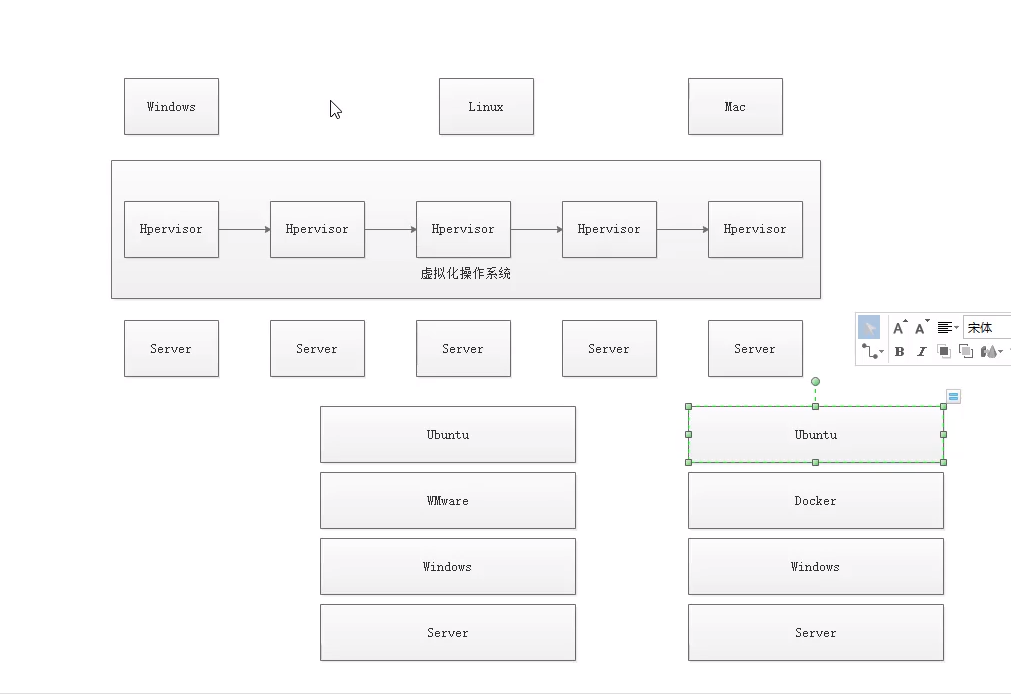 Windows
Linux
Mac
Hpervisor
Hpervisor
Hpervisor
Hpervisor
Hpervisor
虚拟化操作系统
Server
Server
Server
Server
Server
宋体
A A
B I
Ubuntu
Ubuntu
WMware
Docker
Windows
Windows
Server
Server